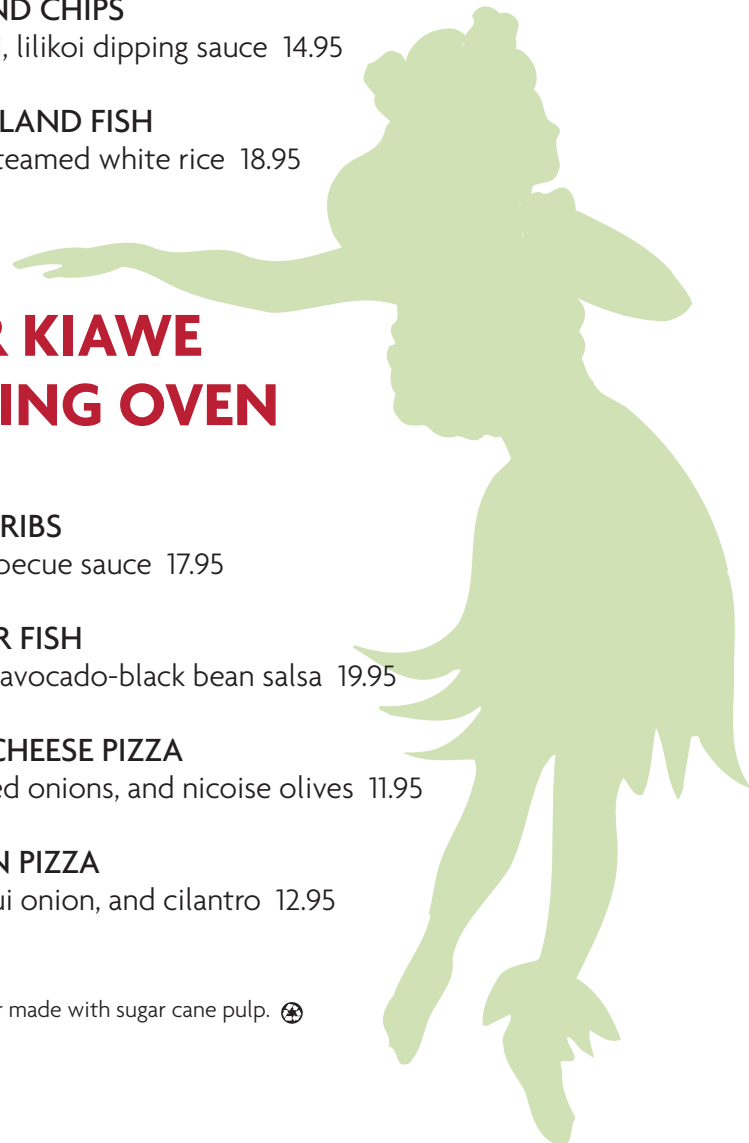 ND CHIPS
, lilikoi dipping sauce 14.95
LAND FISH
teamed white rice 18.95
R KIAWE
ING OVEN
RIBS
becue sauce 17.95
R FISH
avocado-black bean salsa 19.95
CHEESE PIZZA
ed onions, and nicoise olives 11.95
N PIZZA
ui onion, and cilantro 12.95
r made with sugar cane pulp.